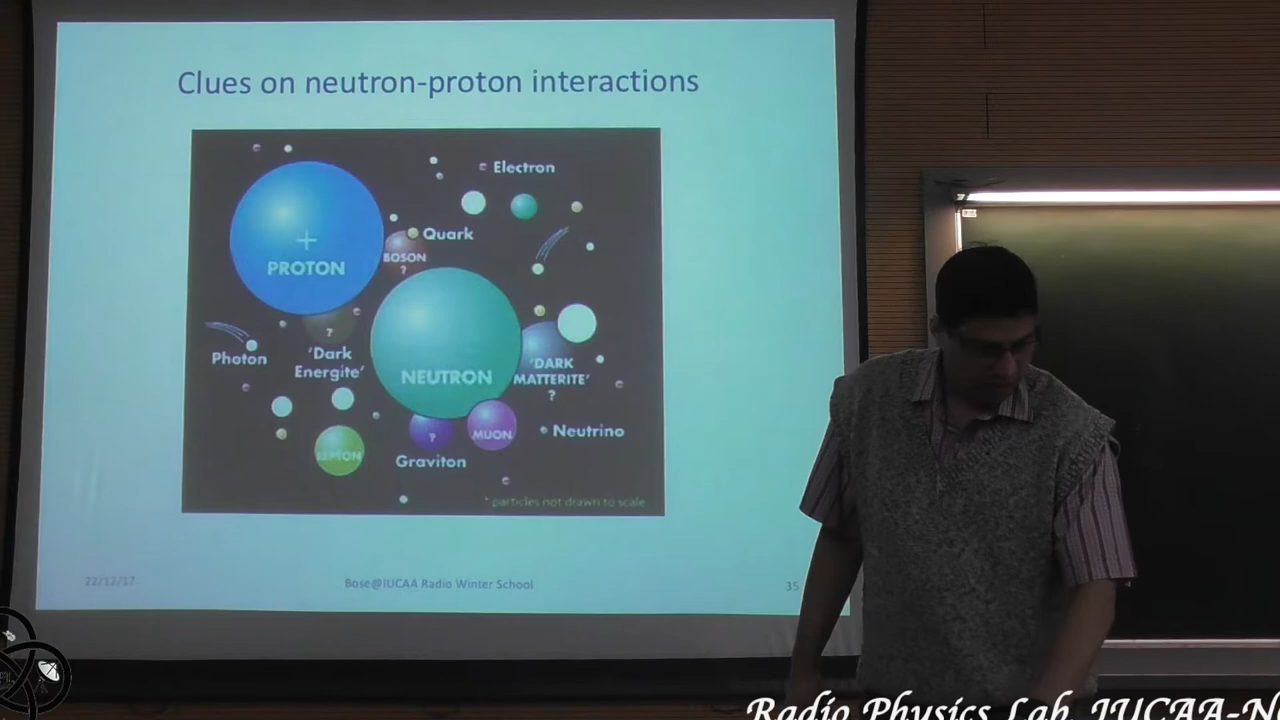 Clues on neutron-proton interactions
Electron
Quark
+
PROTON
BOSON
?
?
Photon
'Dark
Energite'
NEUTRON
'DARK
MATTERITE'
?
LEPTON
?
MUON
Neutrino
Graviton
* particles not drawn to scale
22/12/17
Bose@IUCAA Radio Winter School
35
Radio Physics Lab, IUCAA-N